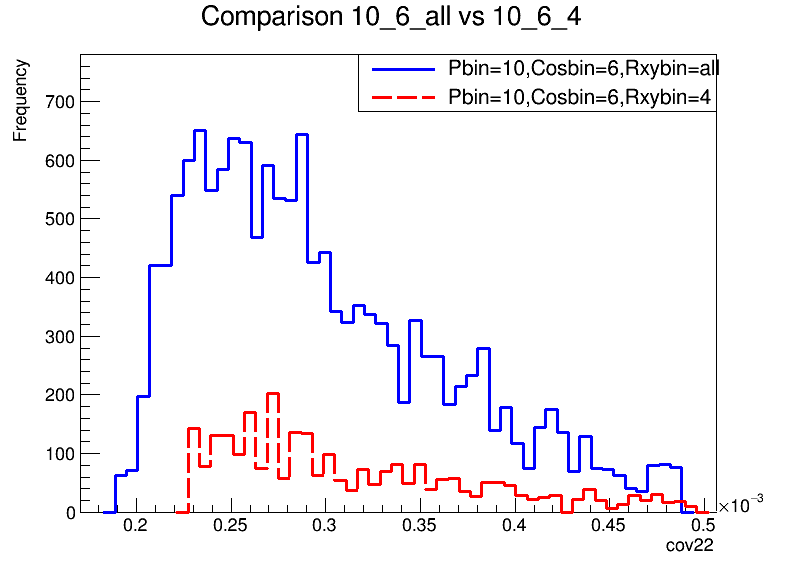 Comparison 10_6_all vs 10_6_4
Pbin=10,Cosbin=6,Rxybin=all
Pbin=10,Cosbin=6,Rxybin=4
Frequency
700
600
500
400
300
200
100
0
0.2 0.25 0.3 0.35 0.4 0.45 0.5
×10⁻³
cov22